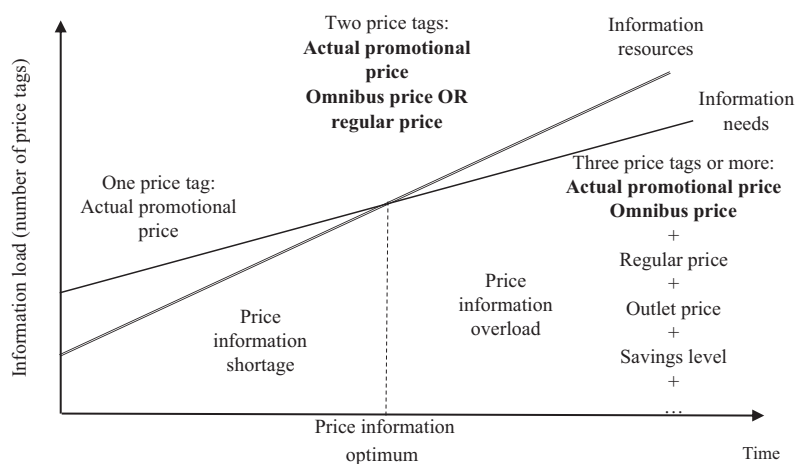 Two price tags:
Actual promotional
price
Omnibus price OR
regular price
Information
resources
Information
needs
One price tag:
Actual promotional
price
Three price tags or more:
Actual promotional price
Omnibus price
+
Regular price
+
Outlet price
+
Savings level
+
...
Price
information
shortage
Price
information
overload
Information load (number of price tags)
Price information
optimum
Time